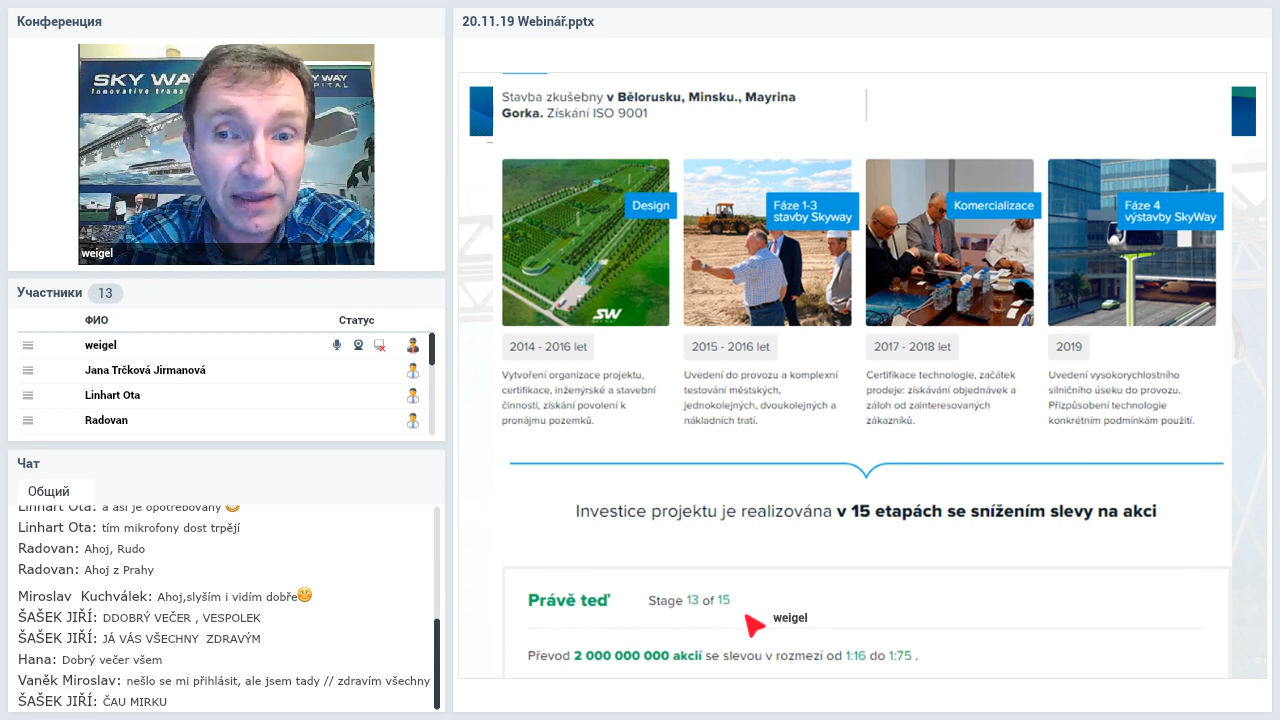 Конференция
SKY WA
Innovative trans
Y WAY
PITAL
weigel
Участники 13
ФИО Статус
weigel
Jana Trčková Jirmanová
Linhart Ota
Radovan
Чат
Общий
Linhart Ota: a asi je opotřebovaný
Linhart Ota: tím mikrofony dost trpějí
Radovan: Ahoj, Rudo
Radovan: Ahoj z Prahy
Miroslav Kuchválek: Ahoj,slyším i vidím dobře
ŠAŠEK JIŘÍ: DDOBRÝ VEČER , VESPOLEK
ŠAŠEK JIŘÍ: JÁ VÁS VŠECHNY ZDRAVÝM
Hana: Dobrý večer všem
Vaněk Miroslav: nešlo se mi přihlásit, ale jsem tady // zdravím všechny
ŠAŠEK JIŘÍ: ČAU MIRKU
20.11.19 Webinář.pptx
Stavba zkušebny v Bělorusku, Minsku., Mayrina
Gorka. Získání ISO 9001
Design
SW
2014 - 2016 let
Vytvoření organizace projektu,
certifikace, inženýrské a stavební
činnosti, získání povolení k
pronájmu pozemků.
Fáze 1-3
stavby Skyway
2015 - 2016 let
Uvedení do provozu a komplexní
testování městských,
jednokolejných, dvoukolejných a
nákladních tratí.
Komercializace
2017 - 2018 let
Certifikace technologie, začátek
prodeje: získávání objednávek a
záloh od zainteresovaných
zákazníků.
Fáze 4
výstavby SkyWay
2019
Uvedení vysokorychlostního
silničního úseku do provozu.
Přizpůsobení technologie
konkrétním podmínkám použití.
Investice projektu je realizována v 15 etapách se snížením slevy na akci
Právě teď Stage 13 of 15
weigel
Převod 2 000 000 000 akcií se slevou v rozmezí od 1:16 do 1:75 .